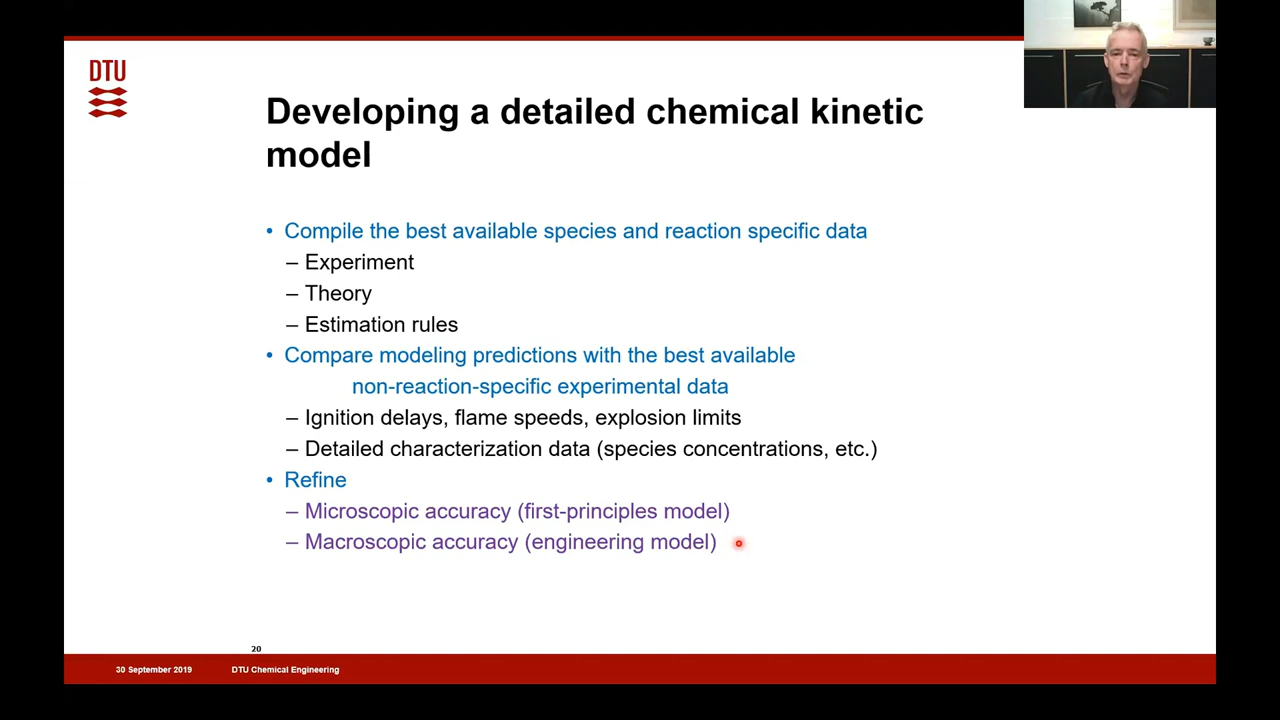 DTU
Developing a detailed chemical kinetic
model
• Compile the best available species and reaction specific data
– Experiment
– Theory
– Estimation rules
• Compare modeling predictions with the best available
non-reaction-specific experimental data
– Ignition delays, flame speeds, explosion limits
– Detailed characterization data (species concentrations, etc.)
• Refine
– Microscopic accuracy (first-principles model)
– Macroscopic accuracy (engineering model)
20
30 September 2019 DTU Chemical Engineering